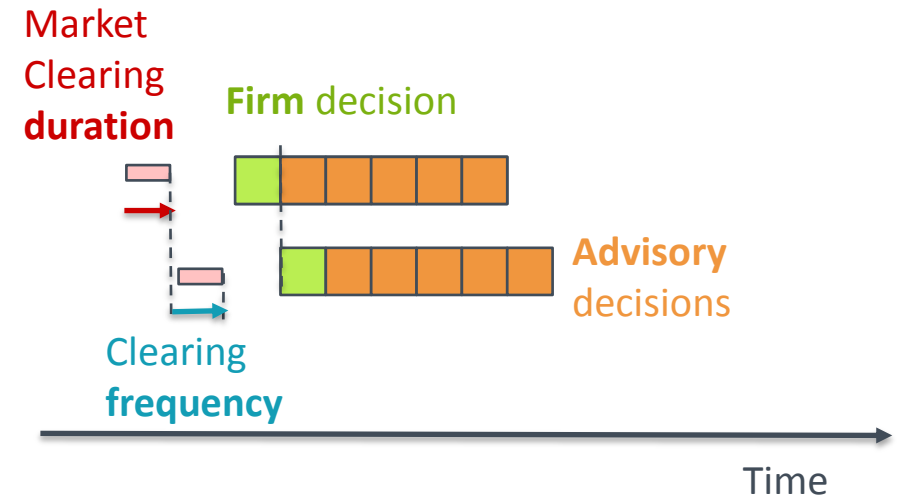 Market
Clearing
duration
Firm decision
Advisory
decisions
Clearing
frequency
Time